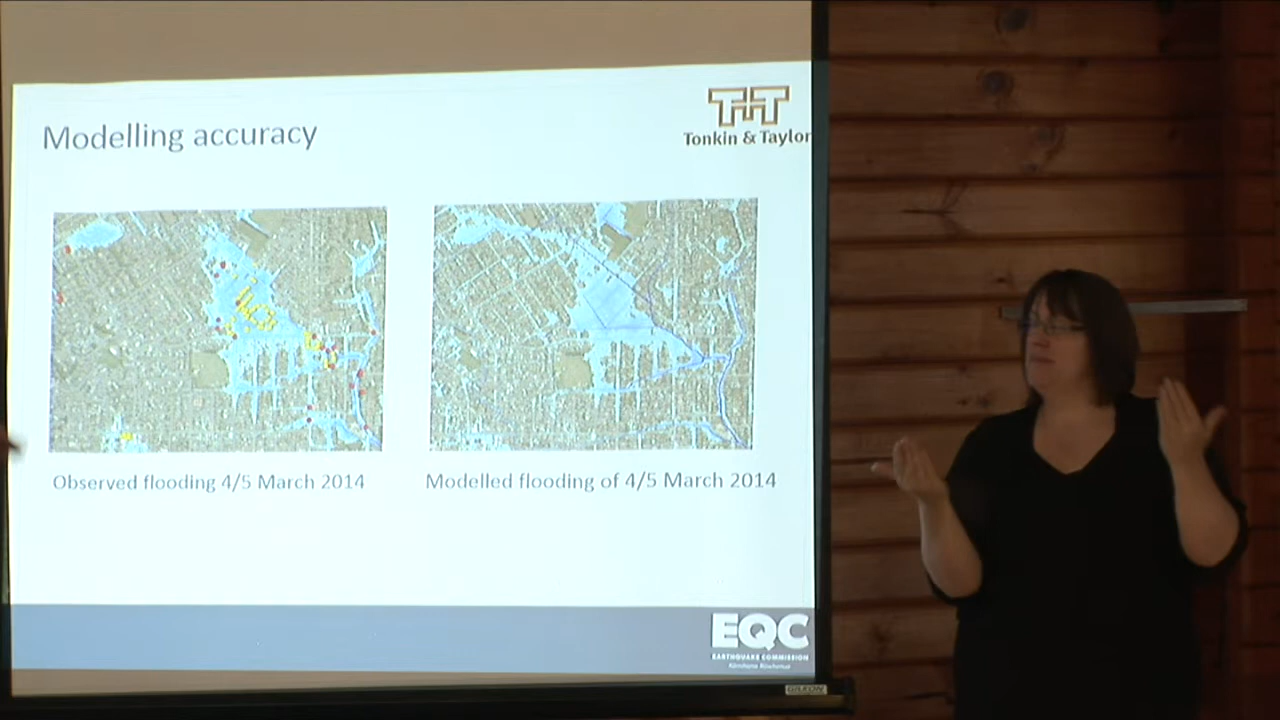 Modelling accuracy
T+T
Tonkin & Taylor
Observed flooding 4/5 March 2014
Modelled flooding of 4/5 March 2014
EQC
EARTHQUAKE COMMISSION